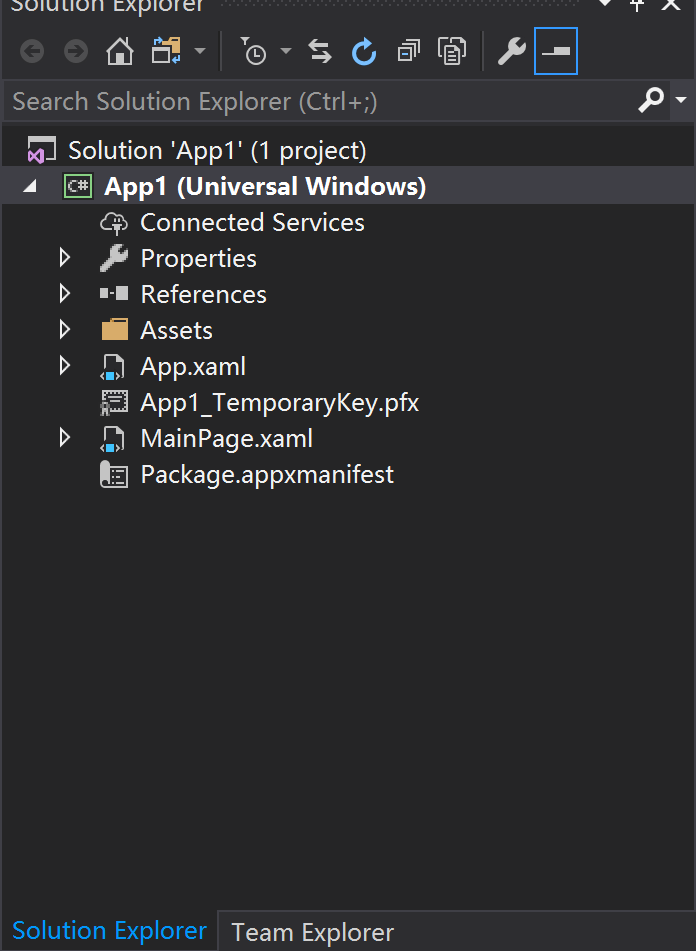 Solution Explorer
Search Solution Explorer (Ctrl+;)
Solution 'App1' (1 project)
C# App1 (Universal Windows)
Connected Services
Properties
References
Assets
App.xaml
App1_TemporaryKey.pfx
MainPage.xaml
Package.appxmanifest
Solution Explorer Team Explorer